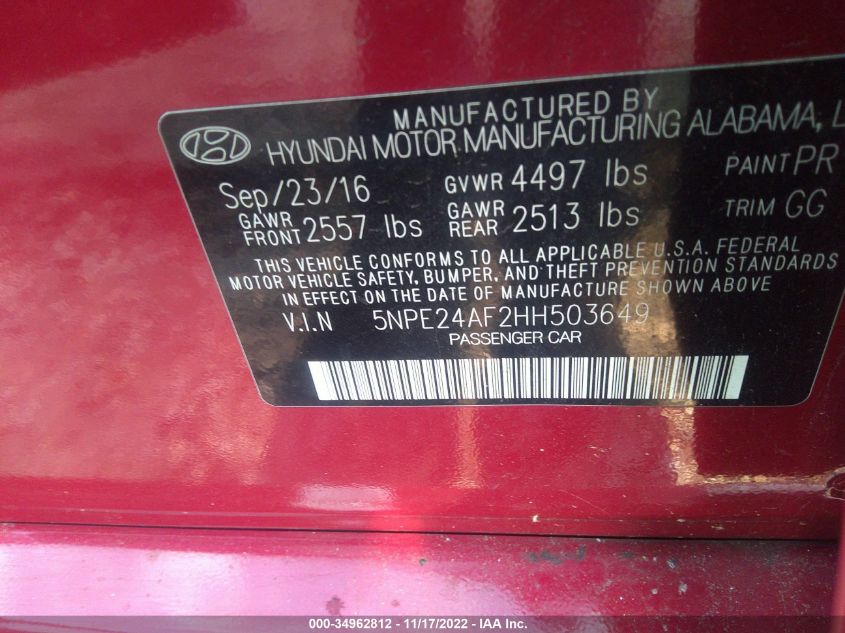 MANUFACTURED BY
HYUNDAI MOTOR MANUFACTURING ALABAMA, L
Sep/23/16 GVWR 4497 lbs PAINT PR
GAWR FRONT 2557 lbs GAWR REAR 2513 lbs TRIM GG
THIS VEHICLE CONFORMS TO ALL APPLICABLE U.S.A. FEDERAL
MOTOR VEHICLE SAFETY, BUMPER, AND THEFT PREVENTION STANDARDS
IN EFFECT ON THE DATE OF MANUFACTURE SHOWN ABOVE
V.I.N 5NPE24AF2HH503649
PASSENGER CAR
000-34962812 - 11/17/2022 - IAA Inc.